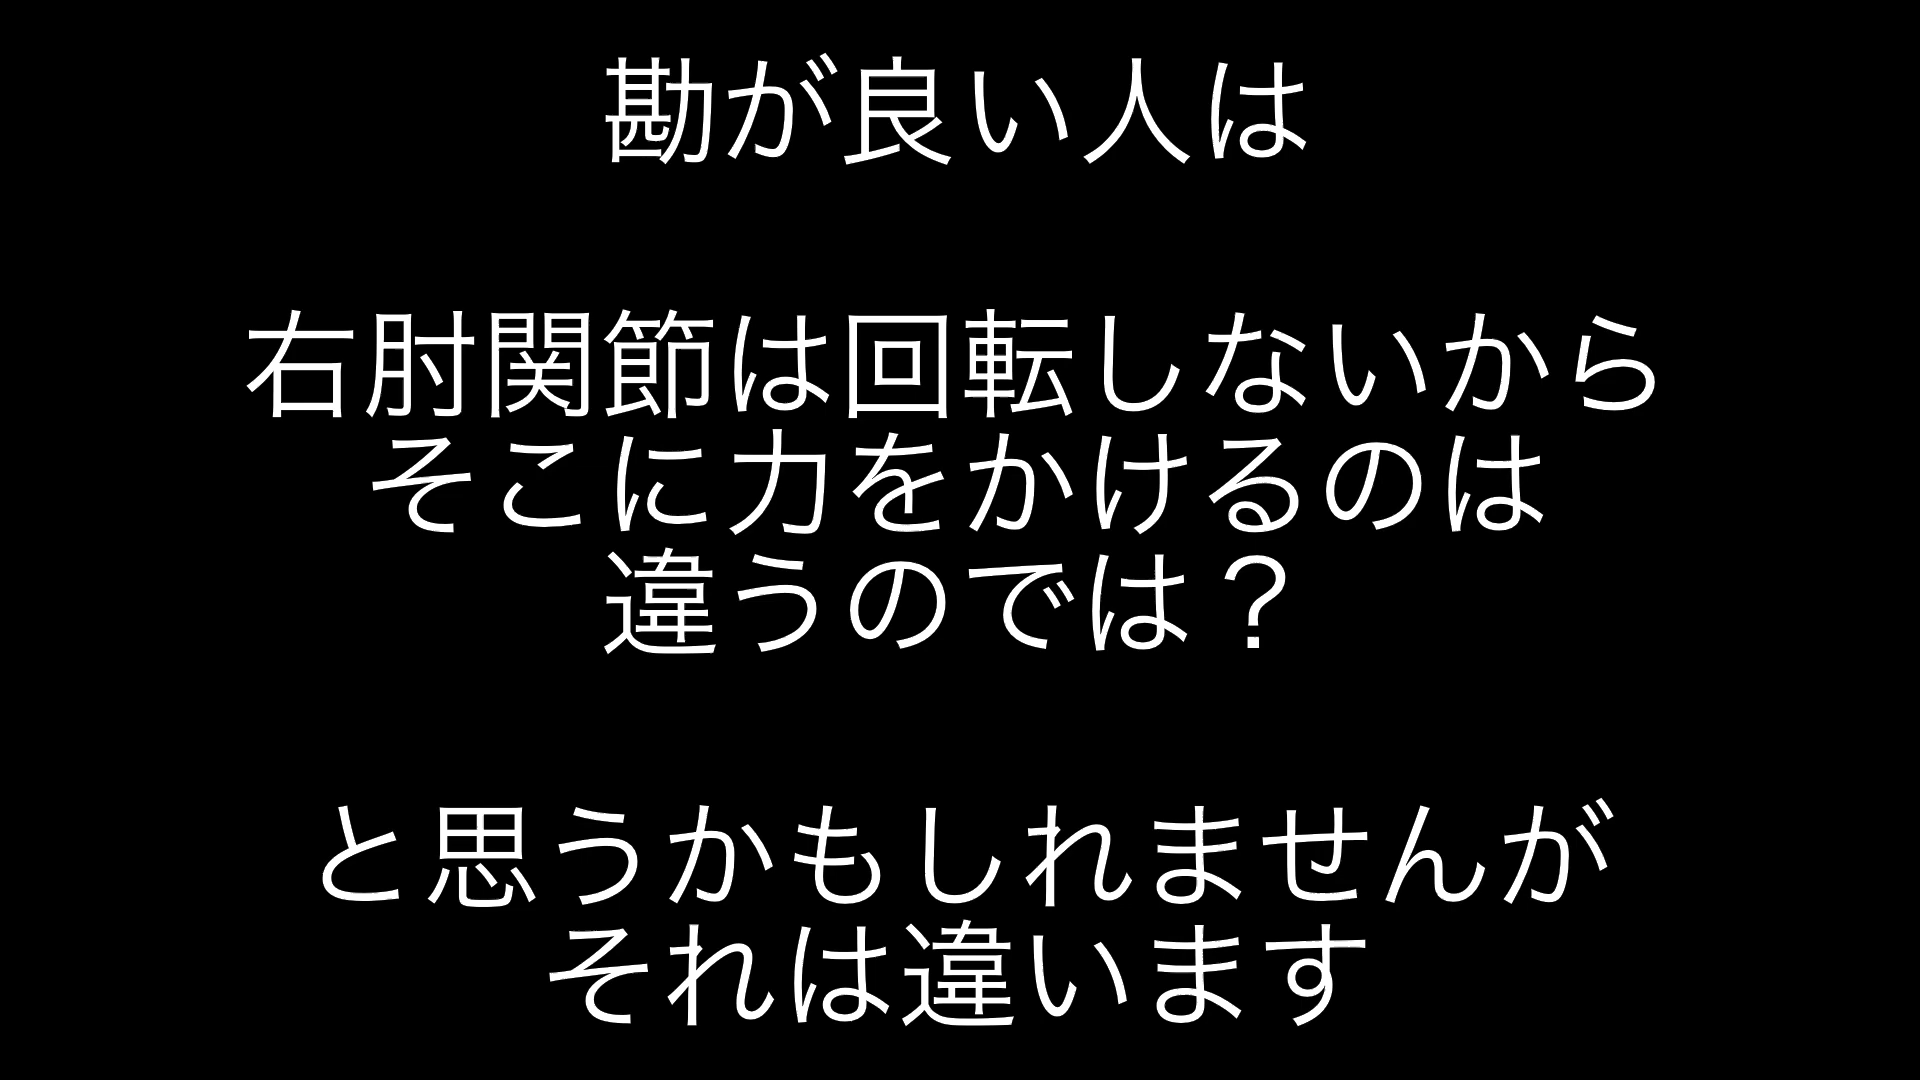 勘が良い人は
右肘関節は回転しないから
そこに力をかけるのは
違うのでは？
と思うかもしれませんが
それは違います